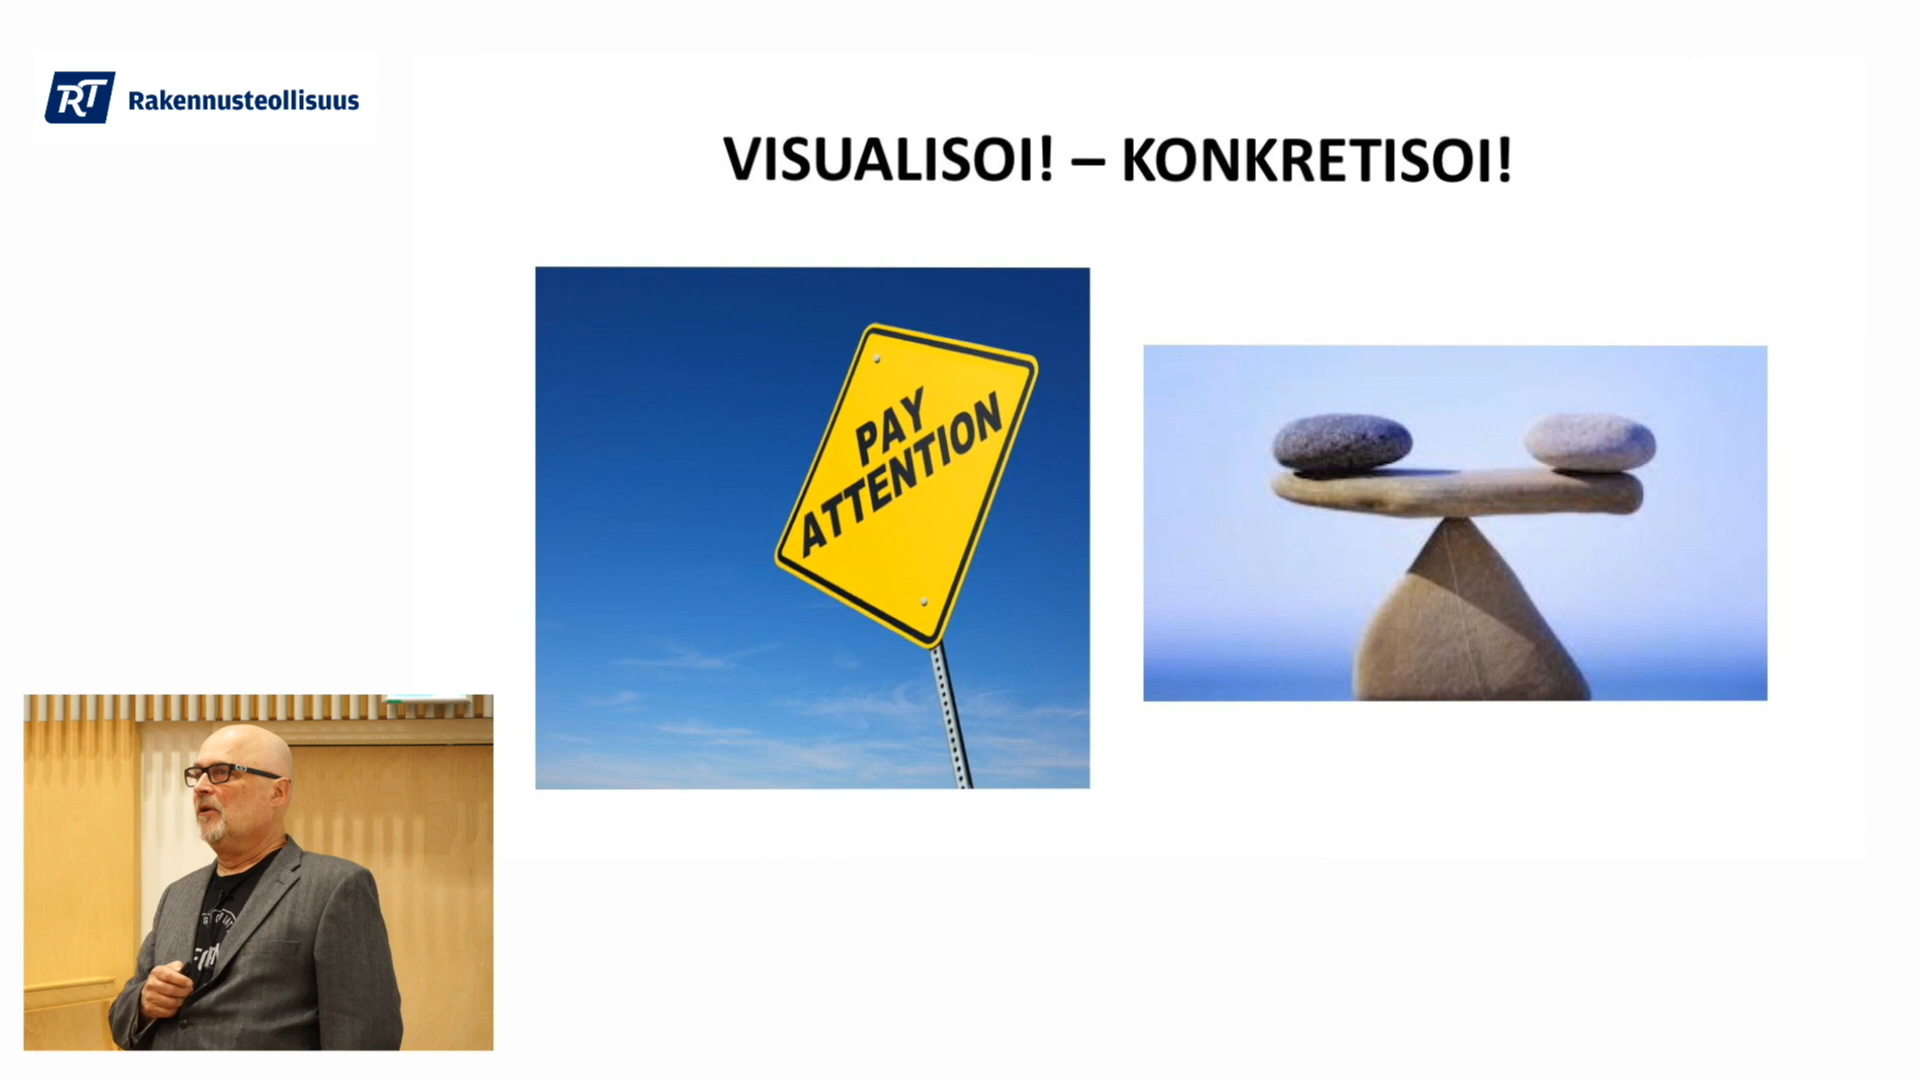 RT Rakennusteollisuus
VISUALISOI! – KONKRETISOI!
PAY
ATTENTION